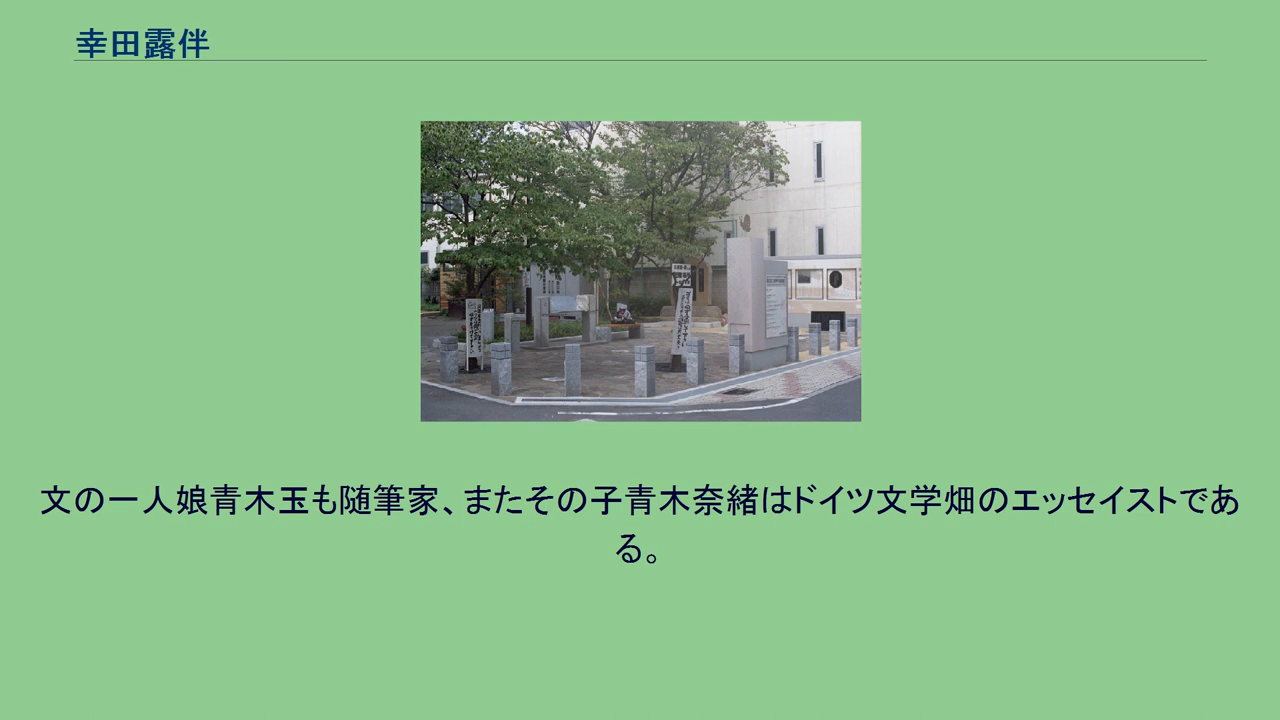 幸田露伴
文の一人娘青木玉も随筆家、またその子青木奈緒はドイツ文学畑のエッセイストであ
る。